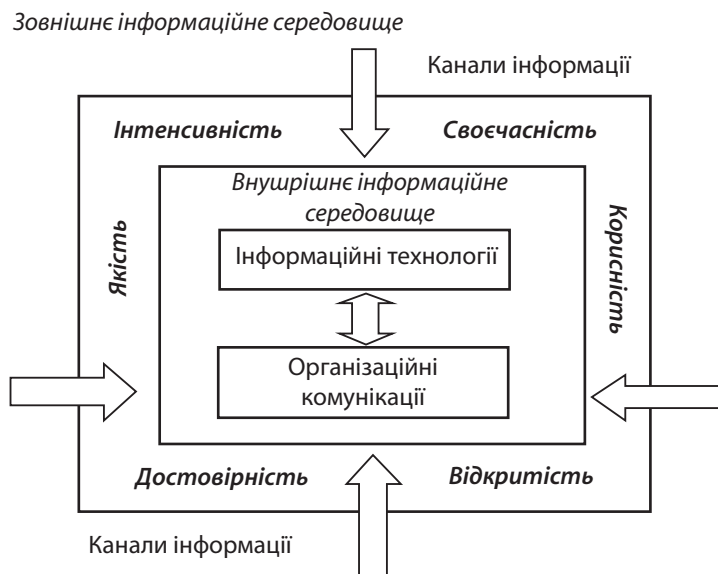 Зовнішнє інформаційне середовище
Канали інформації
Інтенсивність
Своєчасність
Внушрішнє інформаційне
середовище
Якість
Корисність
Інформаційні технології
Організаційні
комунікації
Достовірність
Відкритість
Канали інформації